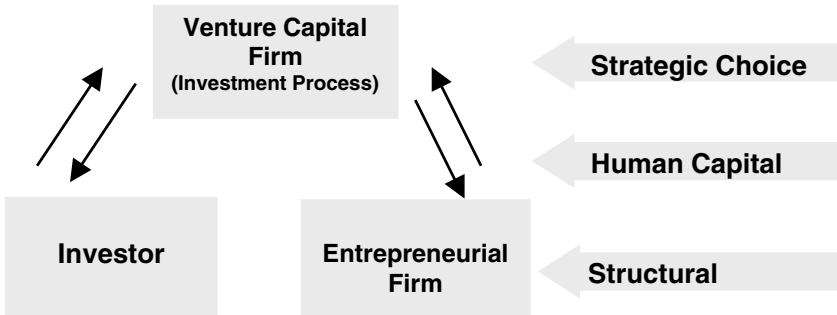 Venture Capital
Firm
(Investment Process)
Strategic Choice
Human Capital
Investor
Entrepreneurial
Firm
Structural